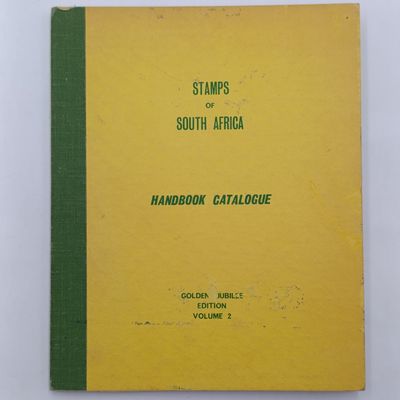 STAMPS
OF
SOUTH AFRICA
HANDBOOK CATALOGUE
GOLDEN JUBILEE
EDITION
VOLUME 2